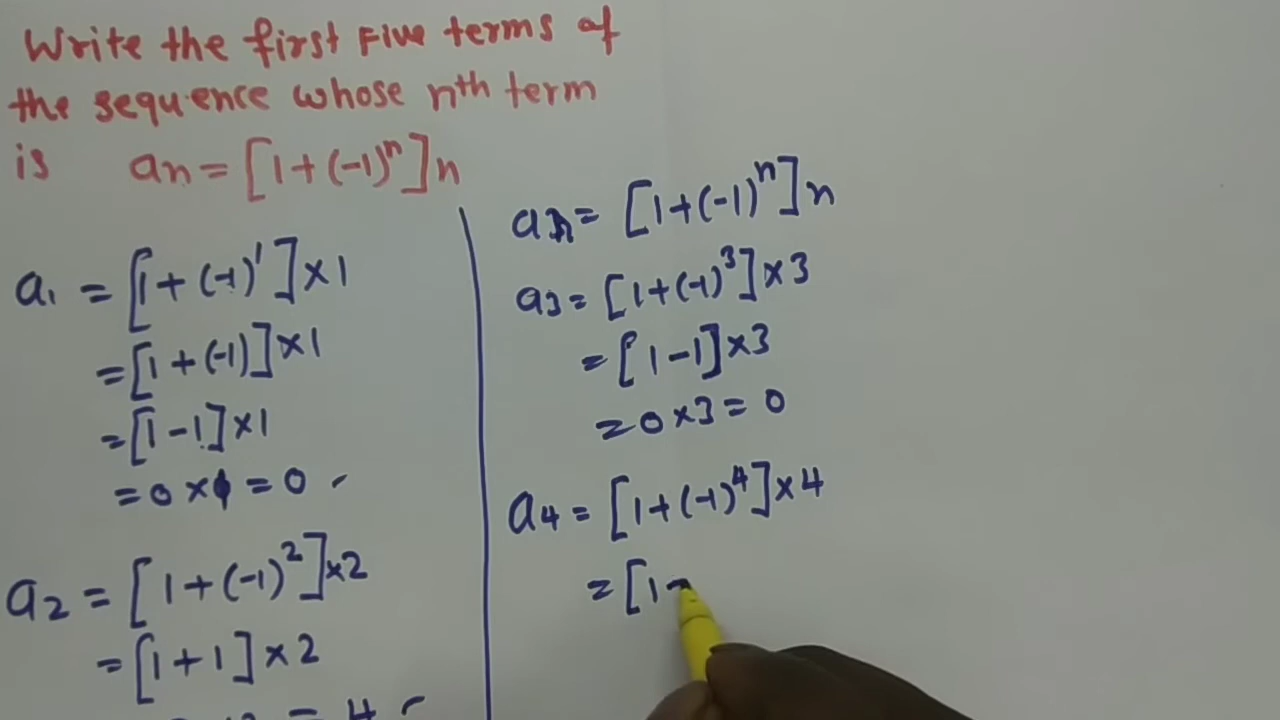 Write the first Five terms of
the sequence whose nth term
is an = [1+(-1)^n]n
a1 = [1+(-1)^1]×1
=[1+(-1)]×1
=[1-1]×1
=0×1=0
a2 = [1+(-1)^2]×2
=[1+1]×2
= 4
an= [1+(-1)^n]n
a3= [1+(-1)^3]×3
=[1-1]×3
=0×3=0
a4= [1+(-1)^4]×4
=[1